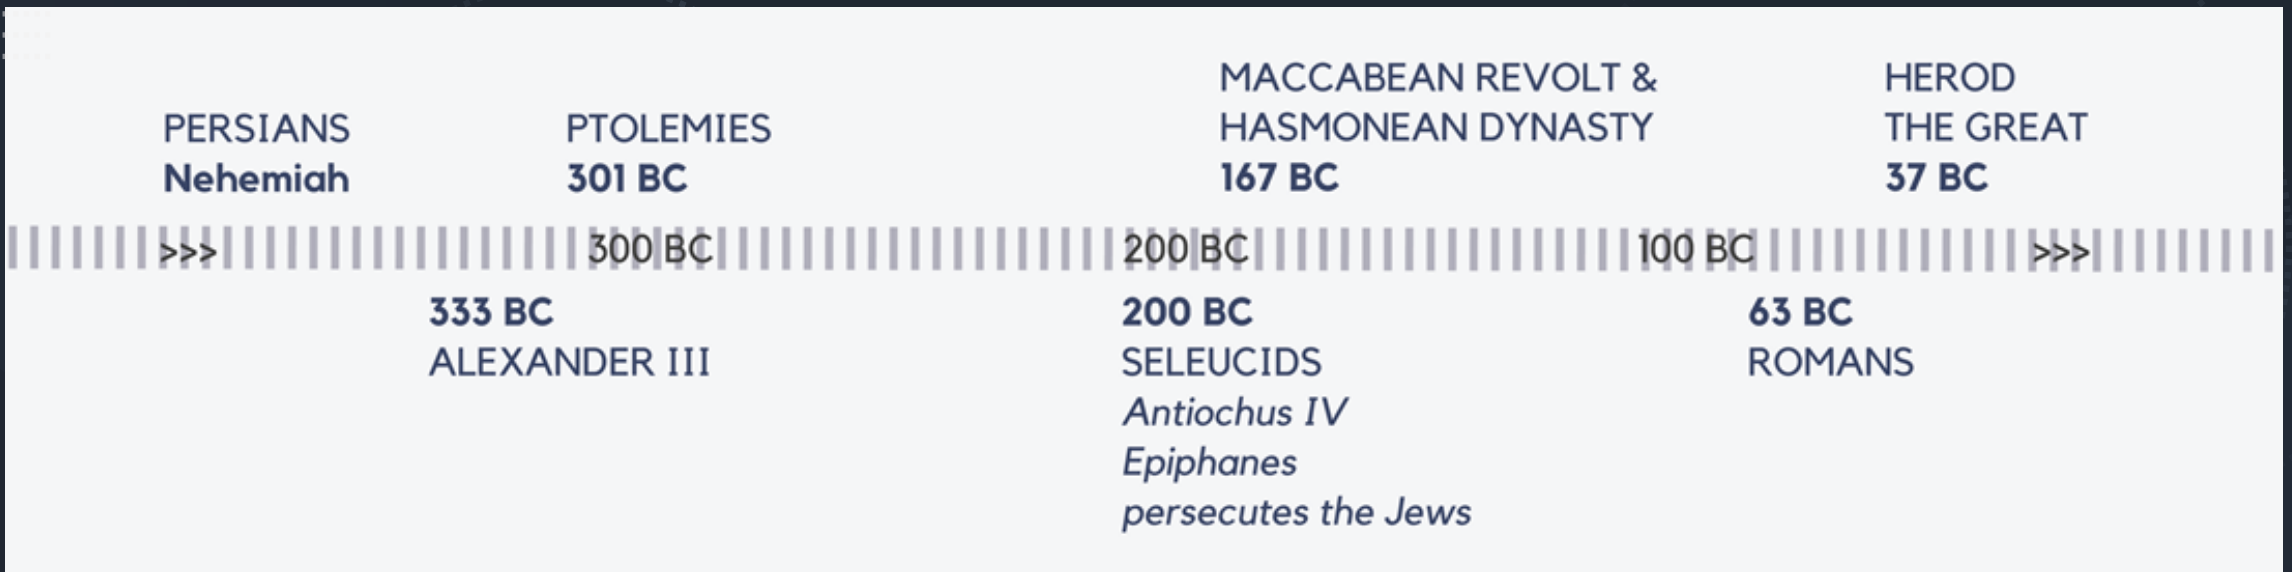 PERSIANS
Nehemiah
PTOLEMIES
301 BC
MACCABEAN REVOLT &
HASMONEAN DYNASTY
167 BC
HEROD
THE GREAT
37 BC
>>> 300 BC 200 BC 100 BC >>>
333 BC
ALEXANDER III
200 BC
SELEUCIDS
Antiochus IV
Epiphanes
persecutes the Jews
63 BC
ROMANS